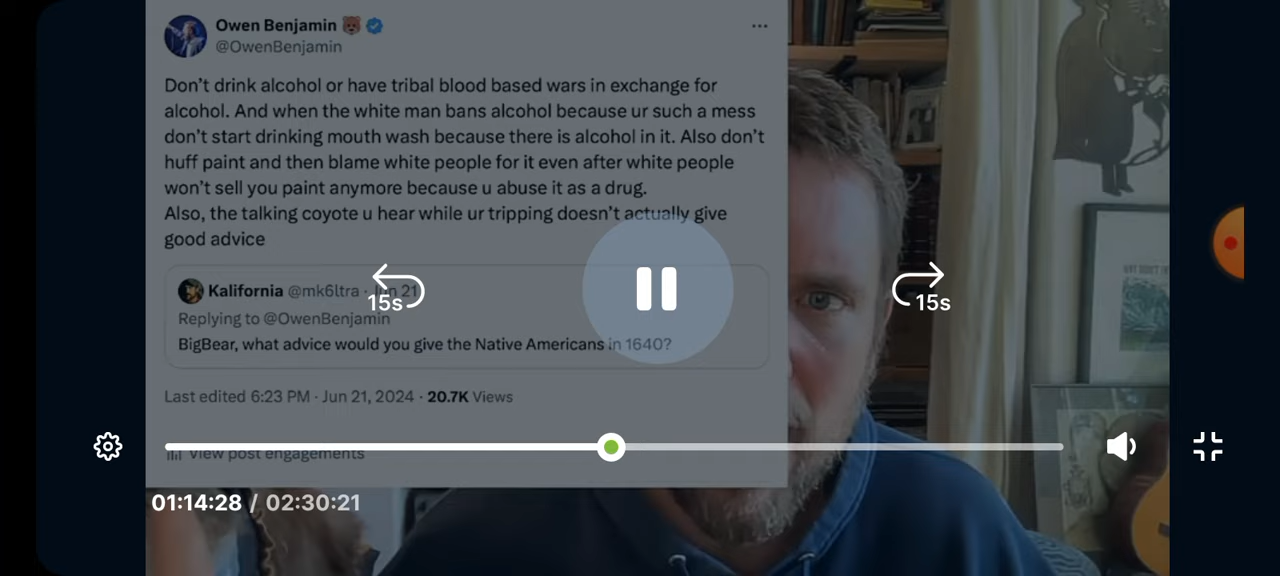 Owen Benjamin 🐻
@OwenBenjamin
Don't drink alcohol or have tribal blood based wars in exchange for
alcohol. And when the white man bans alcohol because ur such a mess
don't start drinking mouth wash because there is alcohol in it. Also don't
huff paint and then blame white people for it even after white people
won't sell you paint anymore because u abuse it as a drug.
Also, the talking coyote u hear while ur tripping doesn't actually give
good advice
Kalifornia @mk6ltra · Jun 21
Replying to @OwenBenjamin
BigBear, what advice would you give the Native Americans in 1640?
15s
15s
Last edited 6:23 PM · Jun 21, 2024 · 20.7K Views
View post engagements
01:14:28 / 02:30:21